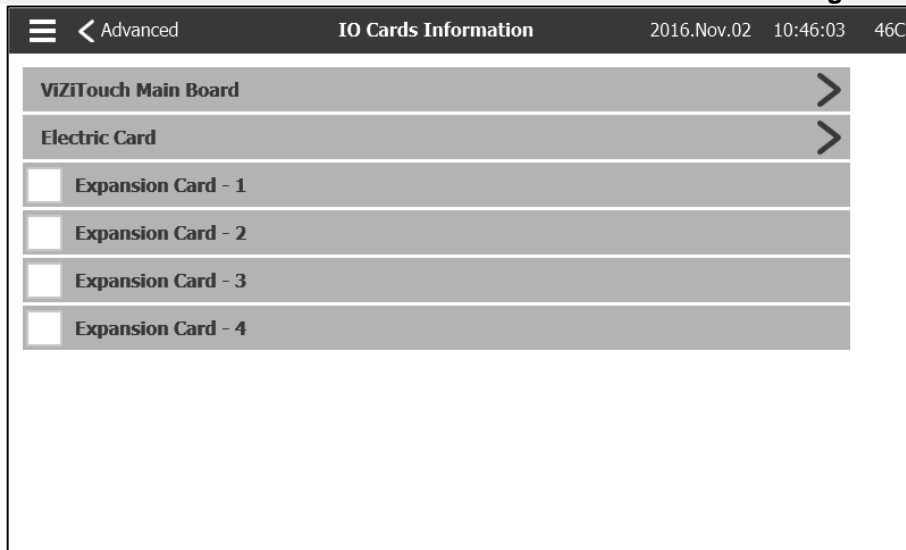 Advanced IO Cards Information 2016.Nov.02 10:46:03 46C
ViZiTouch Main Board
Electric Card
Expansion Card - 1
Expansion Card - 2
Expansion Card - 3
Expansion Card - 4